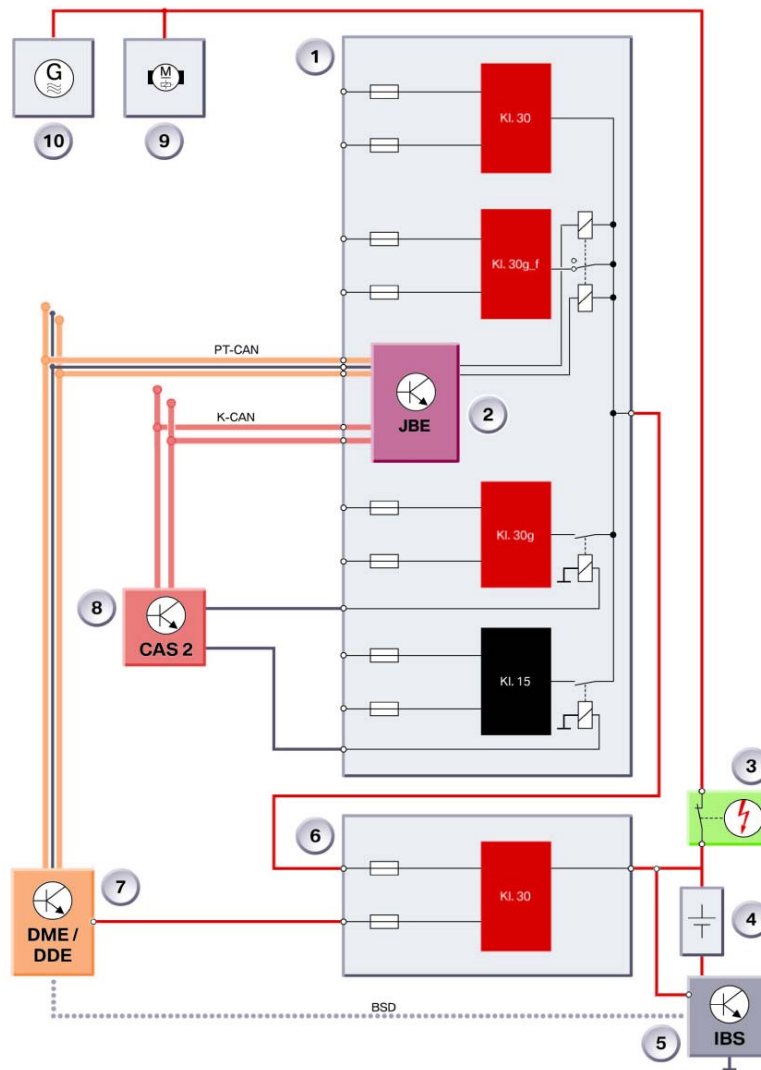 G
M
10
9
1
Kl. 30
Kl. 30g_f
PT-CAN
JBE
2
K-CAN
Kl. 30g
8
CAS 2
Kl. 15
3
6
7
Kl. 30
4
DME /
DDE
BSD
5
IBS